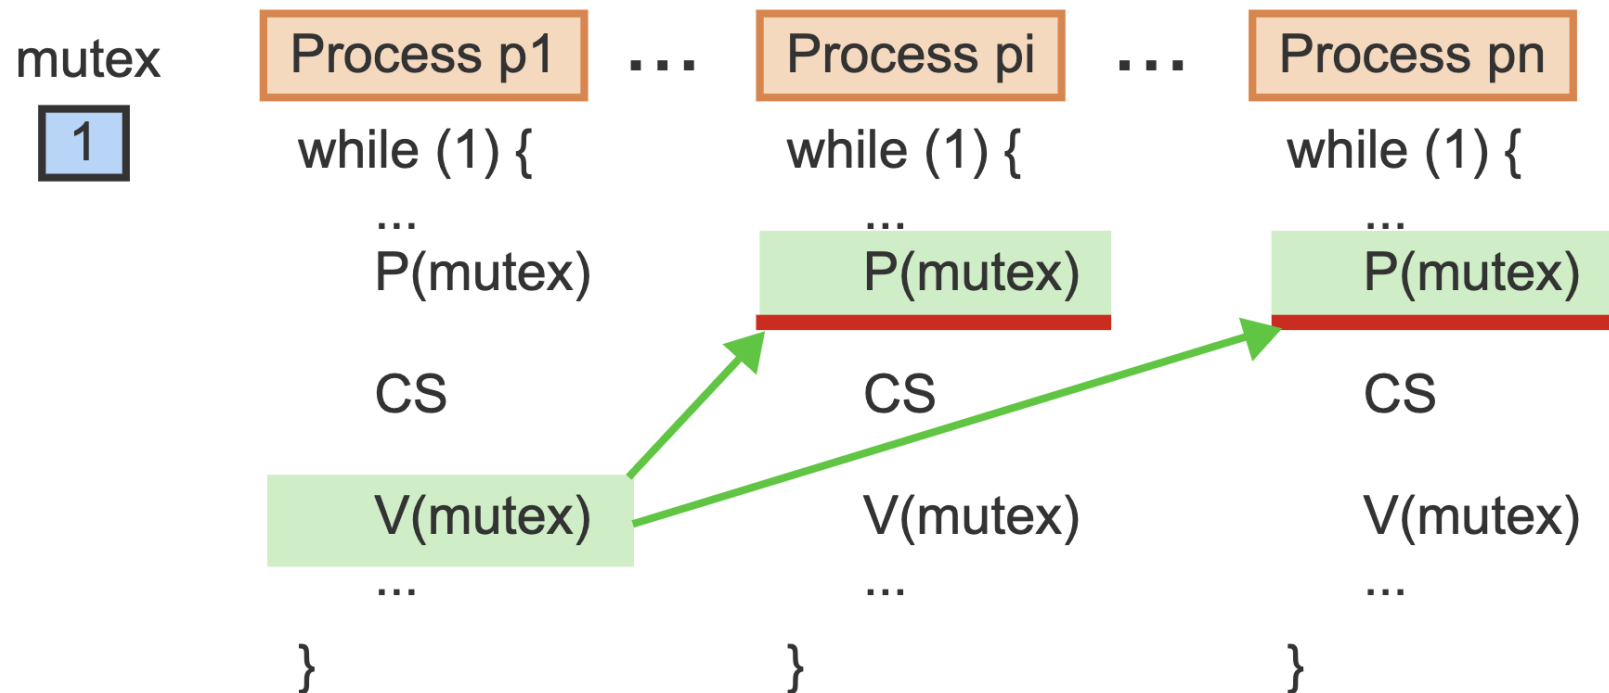 mutex
1
Process p1 ... Process pi ... Process pn
while (1) { while (1) { while (1) {
... ... ...
P(mutex) P(mutex) P(mutex)
CS CS CS
V(mutex) V(mutex) V(mutex)
... ... ...
} } }